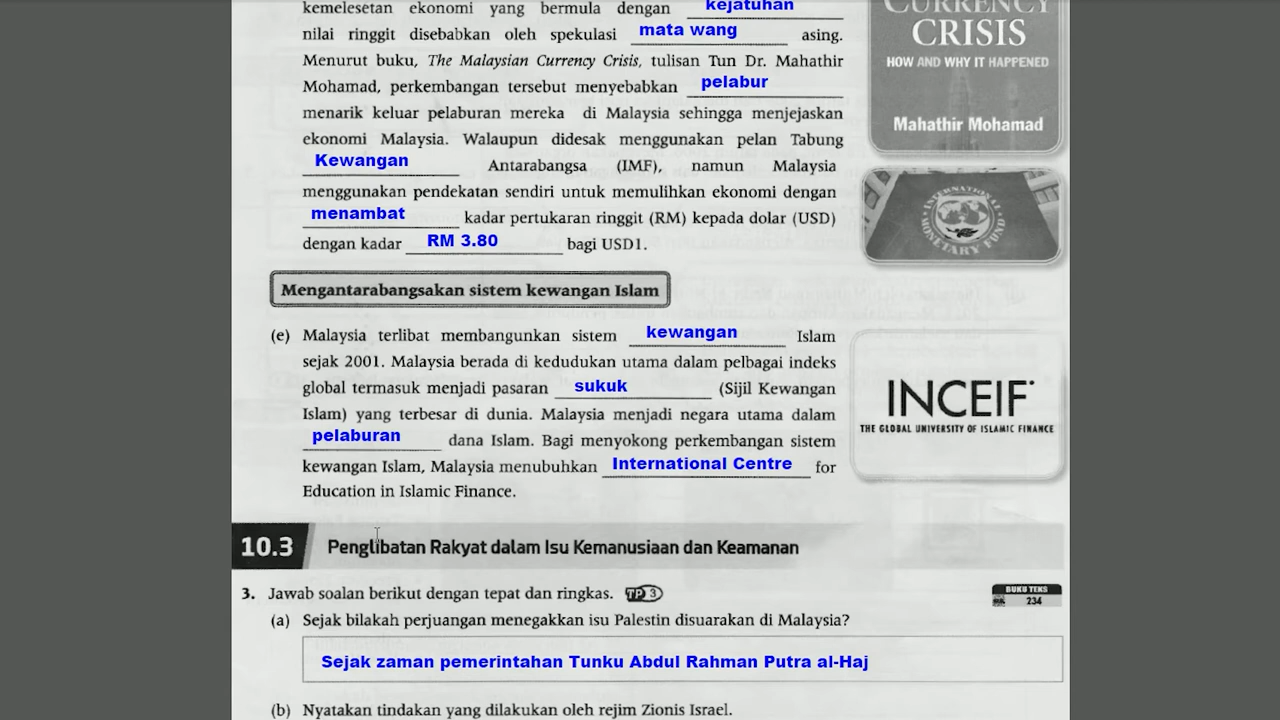 kemelesetan ekonomi yang bermula dengan kejatuhan
nilai ringgit disebabkan oleh spekulasi mata wang asing.
Menurut buku, The Malaysian Currency Crisis, tulisan Tun Dr. Mahathir
Mohamad, perkembangan tersebut menyebabkan pelabur
menarik keluar pelaburan mereka di Malaysia sehingga menjejaskan
ekonomi Malaysia. Walaupun didesak menggunakan pelan Tabung
Kewangan Antarabangsa (IMF), namun Malaysia
menggunakan pendekatan sendiri untuk memulihkan ekonomi dengan
menambat kadar pertukaran ringgit (RM) kepada dolar (USD)
dengan kadar RM 3.80 bagi USD1.
CURRENCY
CRISIS
HOW AND WHY IT HAPPENED
Mahathir Mohamad
INTERNATIONAL
MONETARY FUND
Mengantarabangsakan sistem kewangan Islam
(e) Malaysia terlibat membangunkan sistem kewangan Islam
sejak 2001. Malaysia berada di kedudukan utama dalam pelbagai indeks
global termasuk menjadi pasaran sukuk (Sijil Kewangan
Islam) yang terbesar di dunia. Malaysia menjadi negara utama dalam
pelaburan dana Islam. Bagi menyokong perkembangan sistem
kewangan Islam, Malaysia menubuhkan International Centre for
Education in Islamic Finance.
INCEIF
THE GLOBAL UNIVERSITY OF ISLAMIC FINANCE
10.3 Penglibatan Rakyat dalam Isu Kemanusiaan dan Keamanan
3. Jawab soalan berikut dengan tepat dan ringkas. TP 3
BUKU TEKS
234
(a) Sejak bilakah perjuangan menegakkan isu Palestin disuarakan di Malaysia?
Sejak zaman pemerintahan Tunku Abdul Rahman Putra al-Haj
(b) Nyatakan tindakan yang dilakukan oleh rejim Zionis Israel.